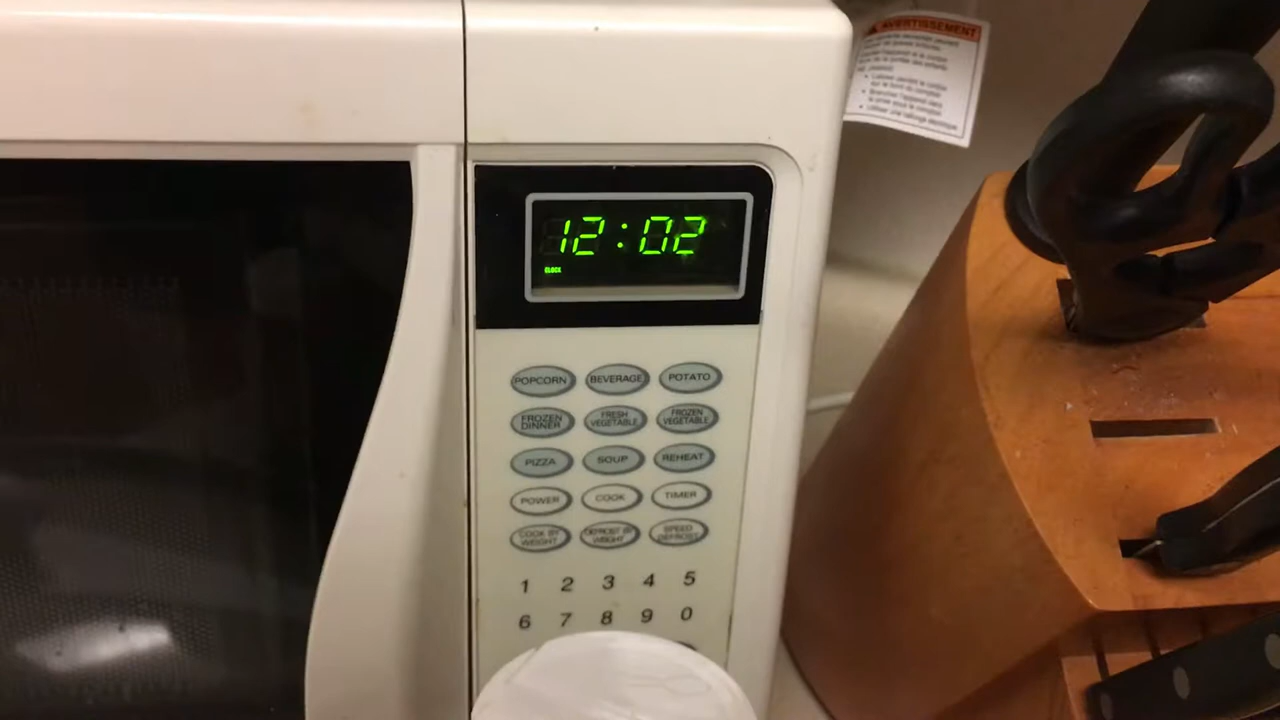 AVERTISSEMENT
12:02
CLOCK
POPCORN BEVERAGE POTATO
FROZEN DINNER FRESH VEGETABLE FROZEN VEGETABLE
PIZZA SOUP REHEAT
POWER COOK TIMER
COOK BY WEIGHT DEFROST BY WEIGHT SPEED DEFROST
1 2 3 4 5
6 7 8 9 0